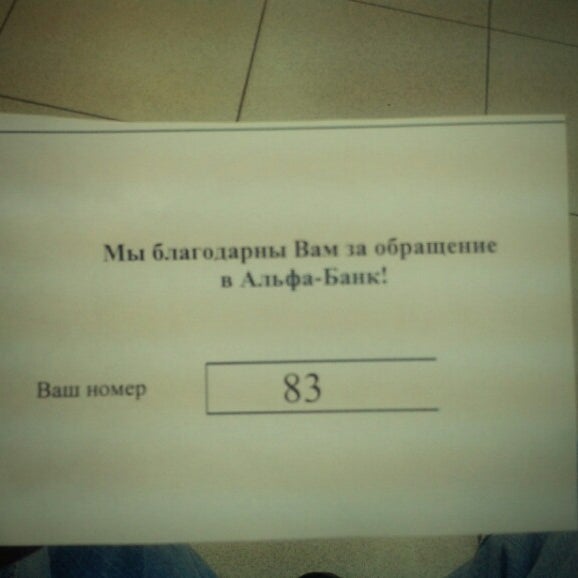 Мы благодарны Вам за обращение
в Альфа-Банк!
Ваш номер 83